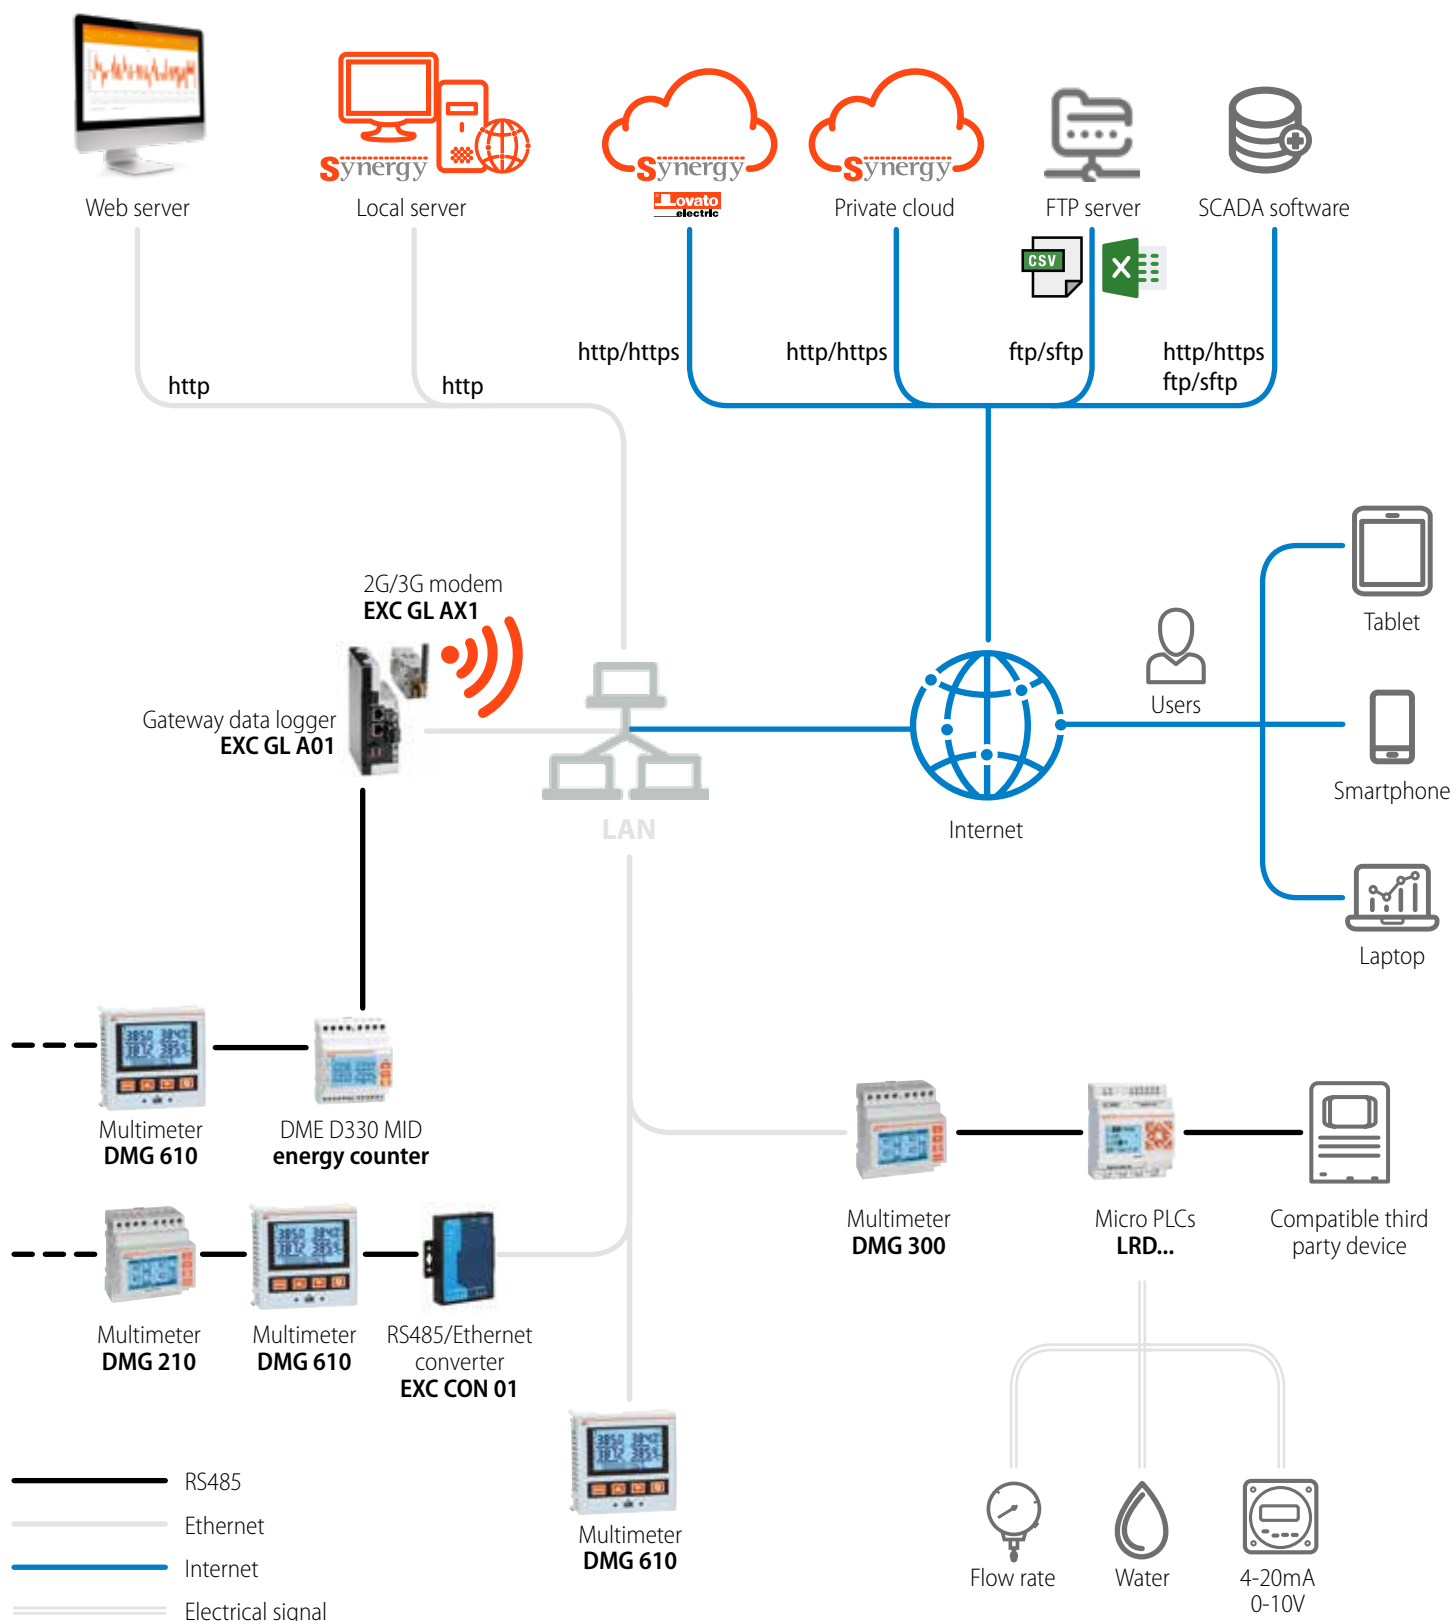 Synergy
Synergy
Synergy
Lovato
electric
Web server
Local server
Private cloud
FTP server
SCADA software
CSV
X
http/https
http/https
ftp/sftp
http/https
ftp/sftp
http
http
2G/3G modem
EXC GL AX1
Gateway data logger
EXC GL A01
LAN
Internet
Users
Tablet
Smartphone
Laptop
Multimeter
DMG 610
DME D330 MID
energy counter
Multimeter
DMG 300
Micro PLCs
LRD...
Compatible third
party device
Multimeter
DMG 210
Multimeter
DMG 610
RS485/Ethernet
converter
EXC CON 01
Multimeter
DMG 610
Flow rate
Water
4-20mA
0-10V
RS485
Ethernet
Internet
Electrical signal